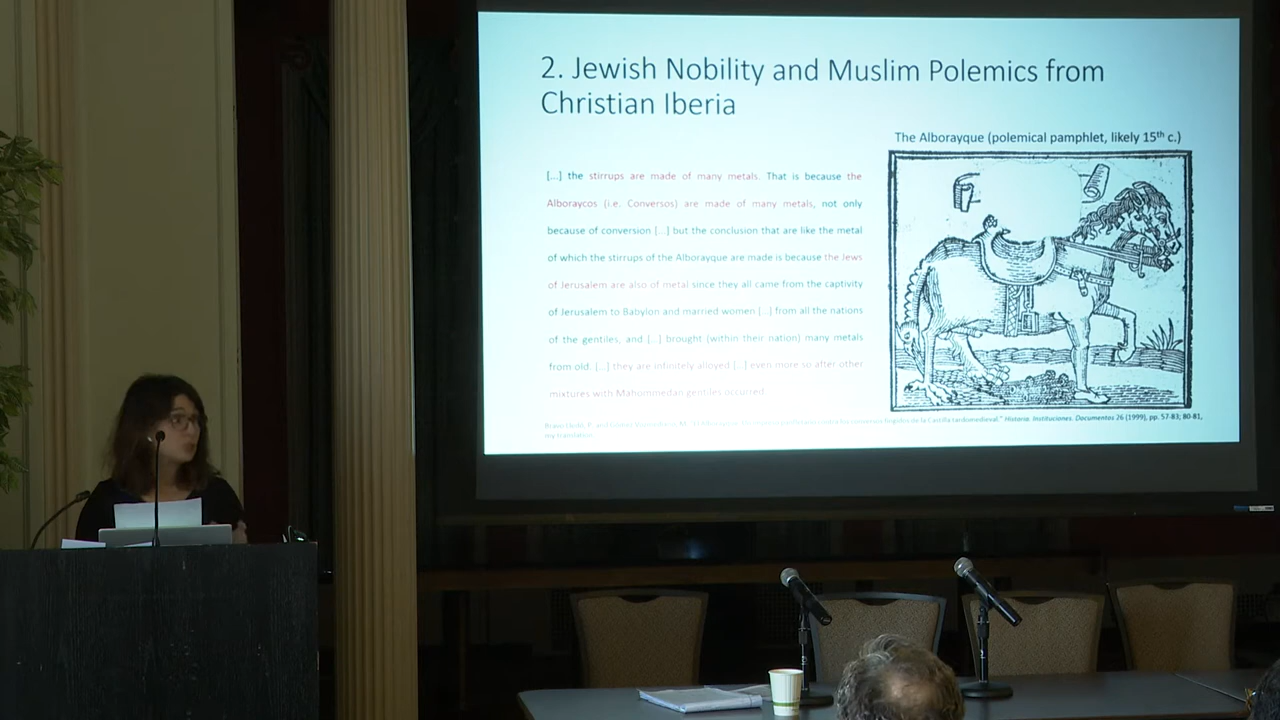 2. Jewish Nobility and Muslim Polemics from
Christian Iberia
The Alborayque (polemical pamphlet, likely 15th c.)
[...] the stirrups are made of many metals. That is because the
Alboraycos (i.e. Conversos) are made of many metals, not only
because of conversion [...] but the conclusion that are like the metal
of which the stirrups of the Alborayque are made is because the Jews
of Jerusalem are also of metal since they all came from the captivity
of Jerusalem to Babylon and married women [...] from all the nations
of the gentiles, and [...] brought (within their nation) many metals
from old. [...] they are infinitely alloyed [...] even more so after other
mixtures with Mahummedan gentiles occurred.
de la Castilla tardomedieval." Historia. Instituciones. Documentos 26 (1999), pp. 57-83; 80-81,
my translation.